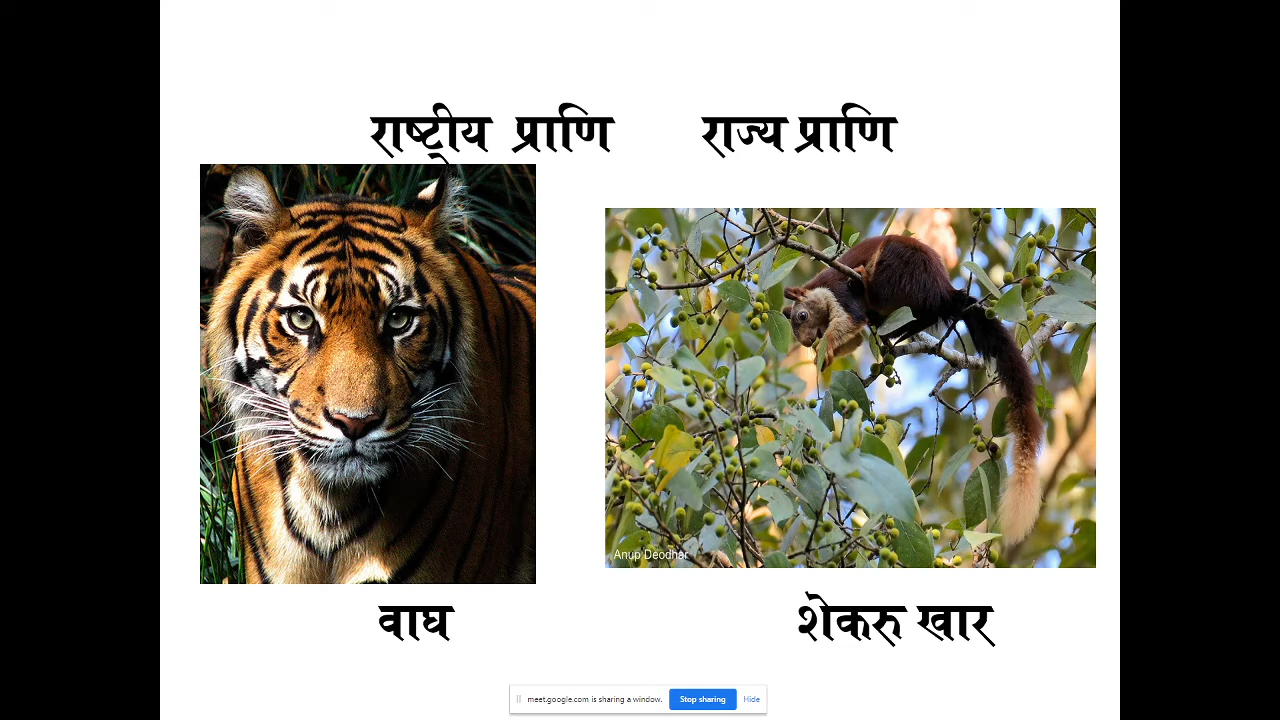 राष्ट्रीय प्राणि राज्य प्राणि
Anup Deodhar
वाघ शेकरु खार
meet.google.com is sharing a window. Stop sharing Hide